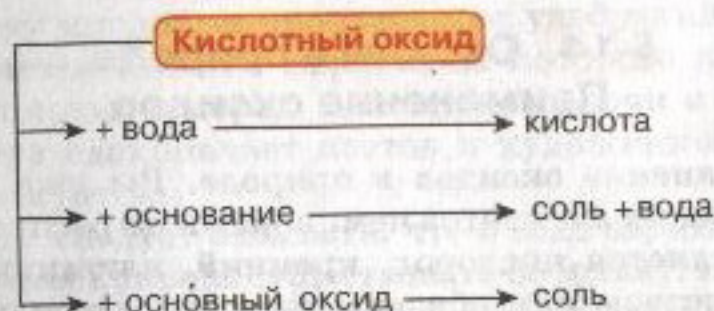 Кислотный оксид
+ вода → кислота
+ основание → соль + вода
+ основный оксид → соль